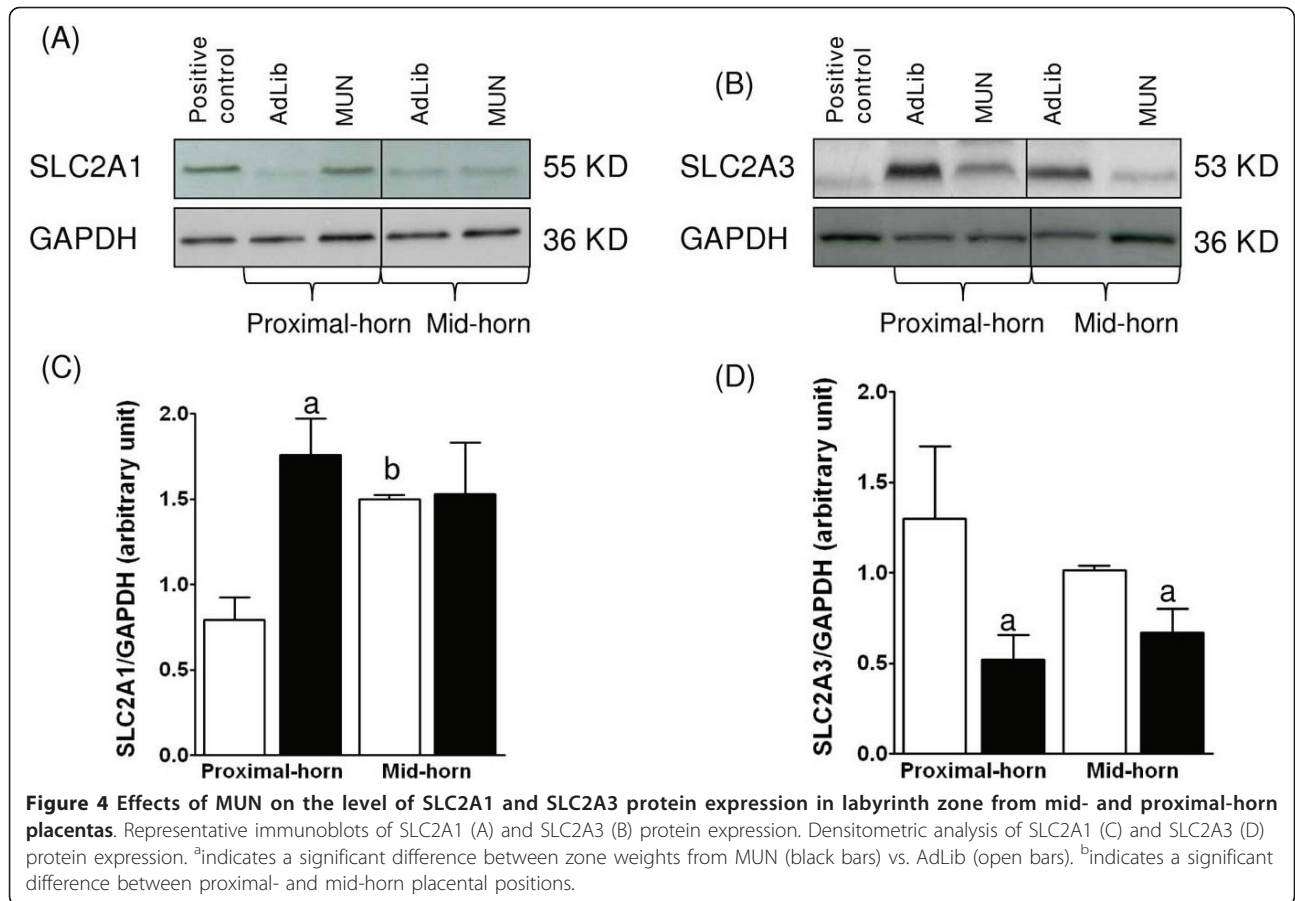 (A)
Positive control
AdLib
MUN
AdLib
MUN
SLC2A1
55 KD
GAPDH
36 KD
Proximal-horn
Mid-horn
(B)
Positive control
AdLib
MUN
AdLib
MUN
SLC2A3
53 KD
GAPDH
36 KD
Proximal-horn
Mid-horn
(C)
SLC2A1/GAPDH (arbitrary unit)
2.0
1.5
1.0
0.5
0.0
a
b
Proximal-horn
Mid-horn
(D)
SLC2A3/GAPDH (arbitrary unit)
2.0
1.5
1.0
0.5
0.0
a
a
Proximal-horn
Mid-horn
Figure 4 Effects of MUN on the level of SLC2A1 and SLC2A3 protein expression in labyrinth zone from mid- and proximal-horn
placentas. Representative immunoblots of SLC2A1 (A) and SLC2A3 (B) protein expression. Densitometric analysis of SLC2A1 (C) and SLC2A3 (D)
protein expression. aindicates a significant difference between zone weights from MUN (black bars) vs. AdLib (open bars). bindicates a significant
difference between proximal- and mid-horn placental positions.